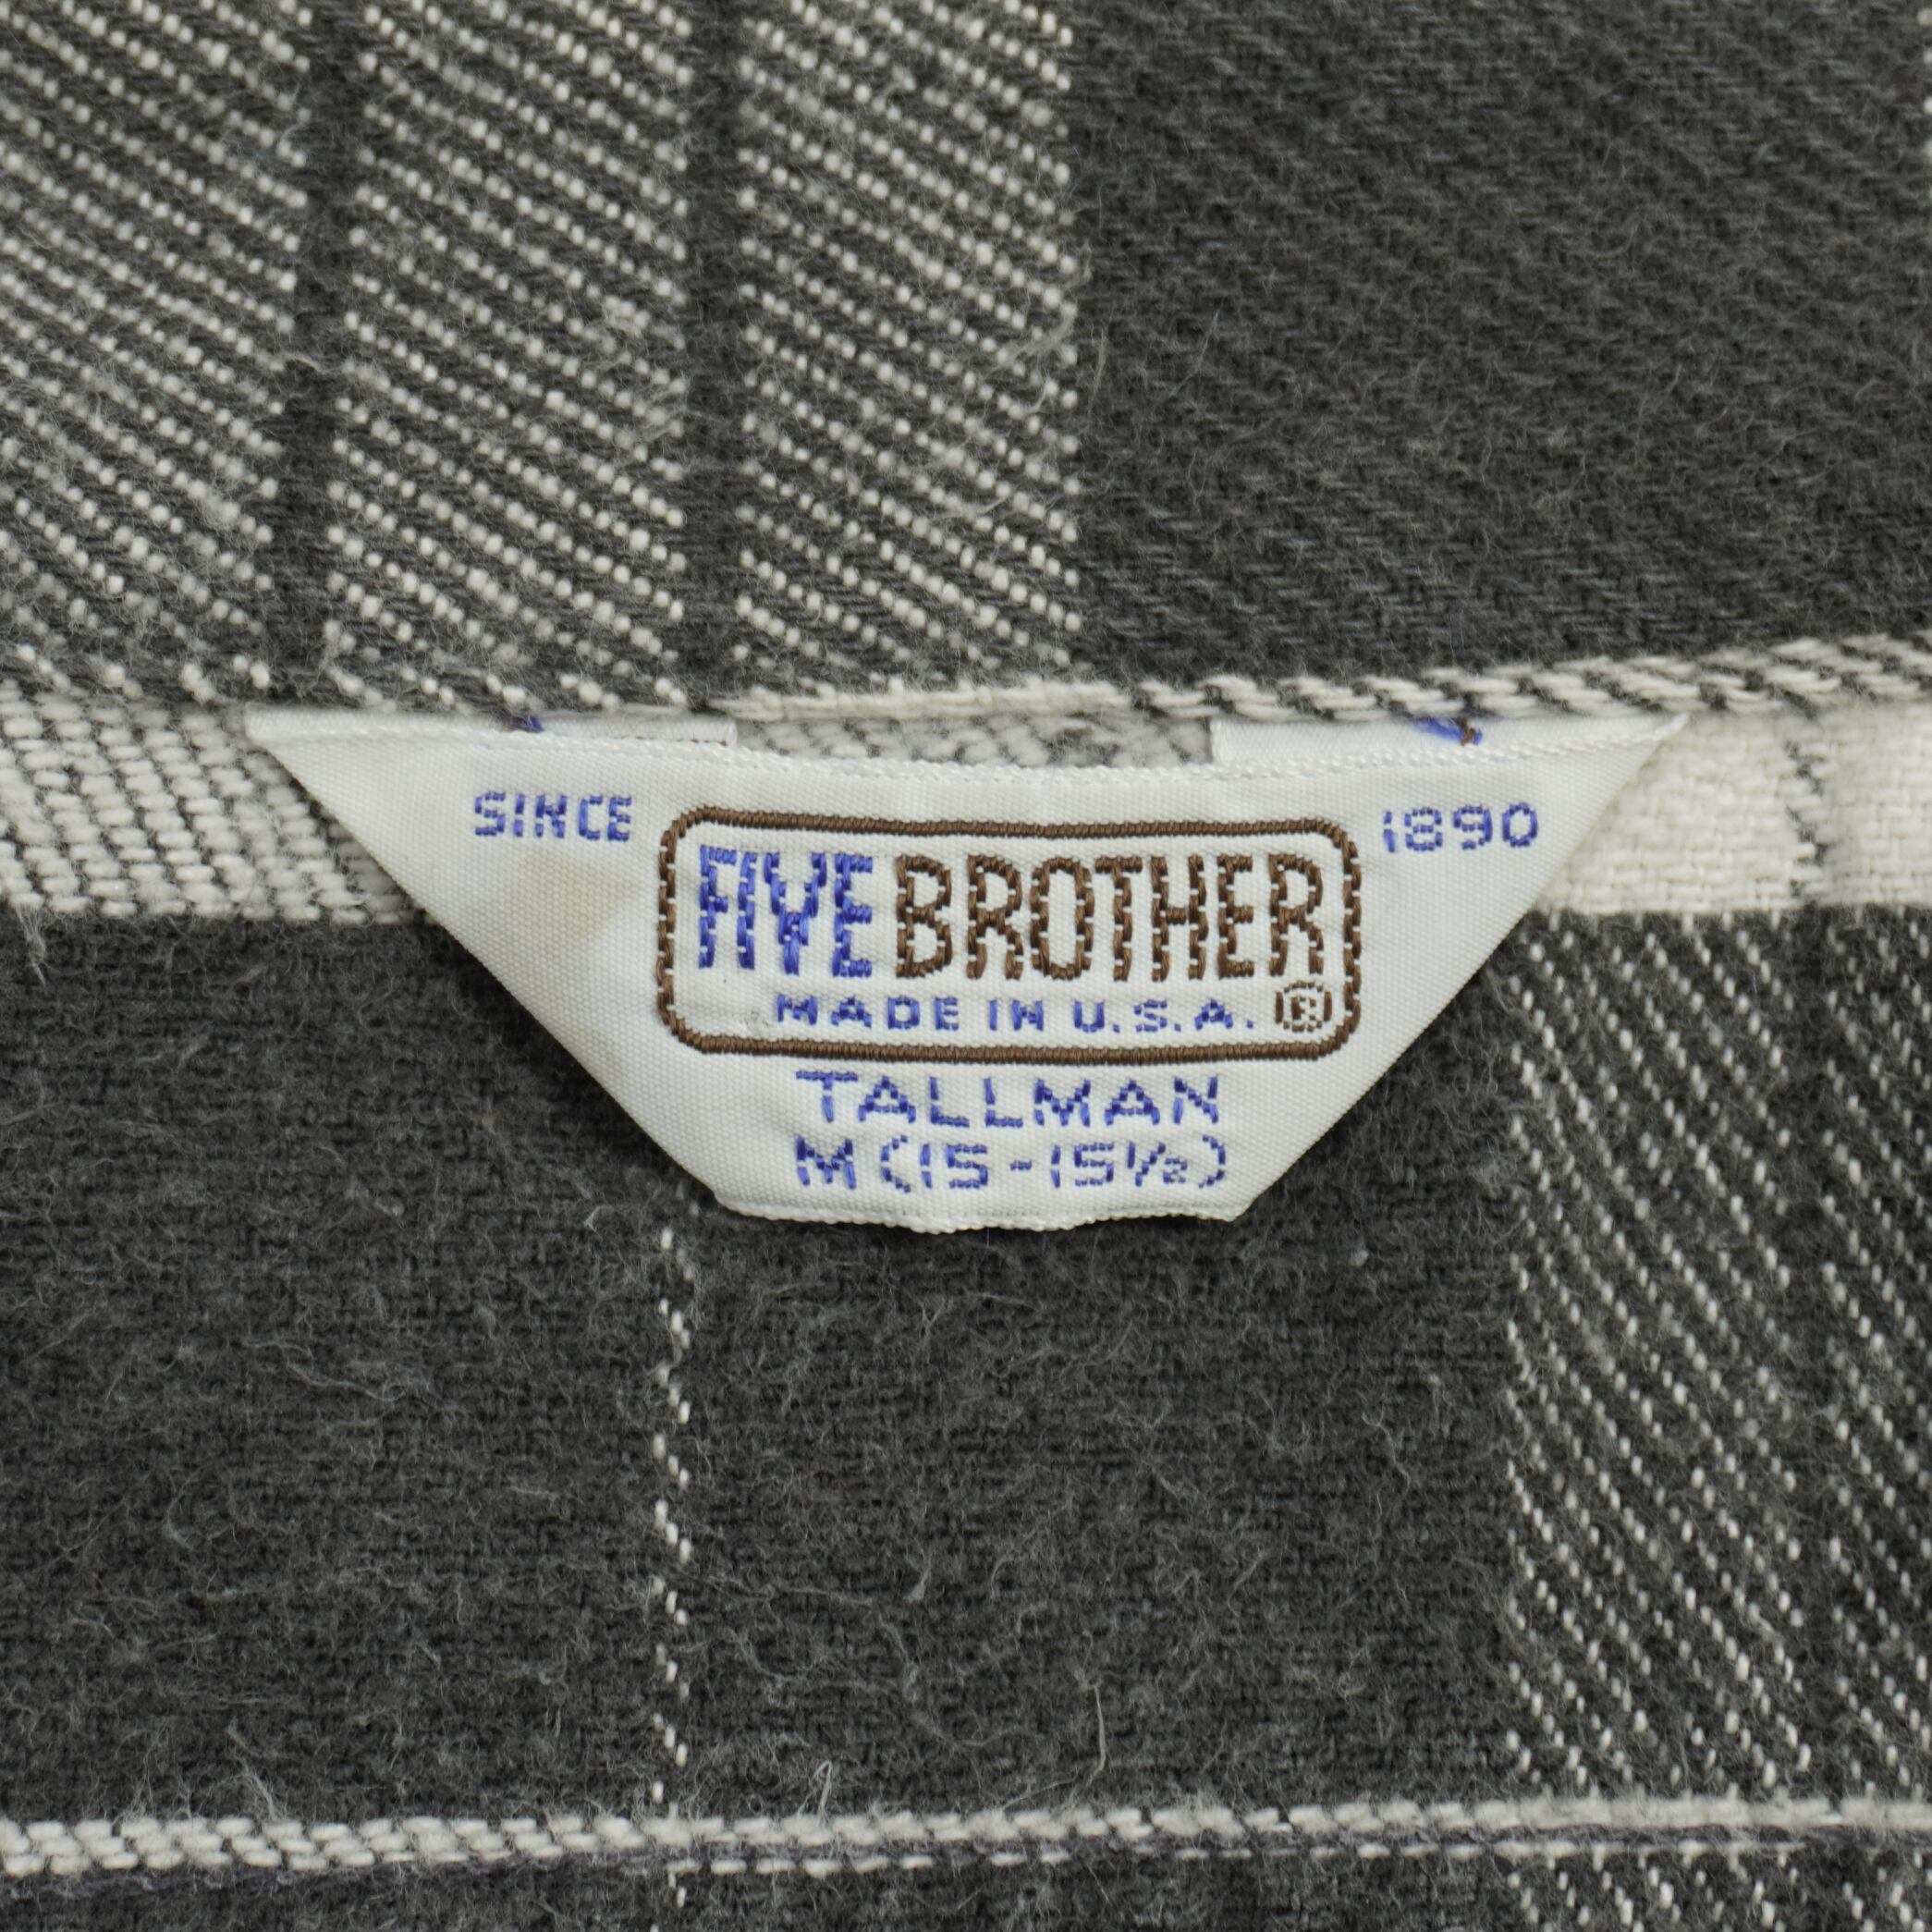 SINCE 1890
FIVE BROTHER
MADE IN U.S.A. ®
TALLMAN
M (15-15½)